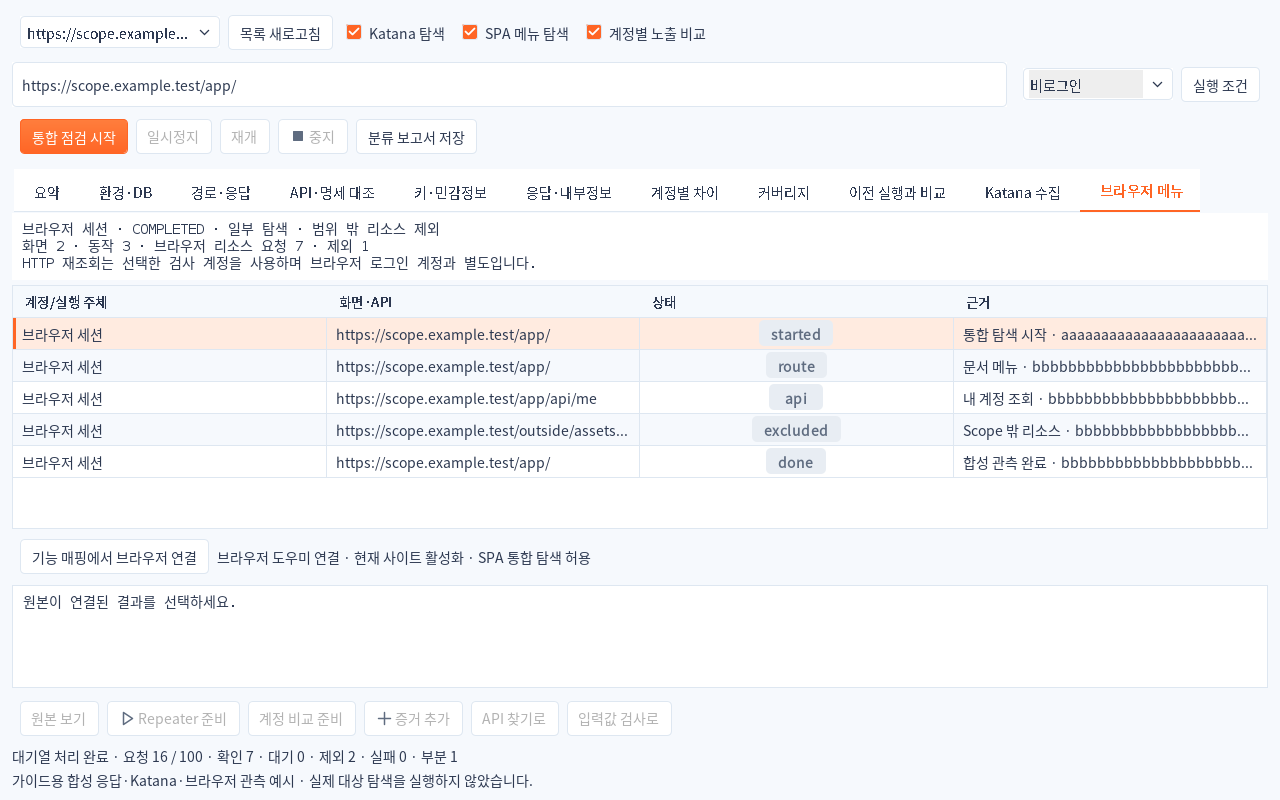 https://scope.example... 목록 새로고침 Katana 탐색 SPA 메뉴 탐색 계정별 노출 비교
https://scope.example.test/app/ 비로그인 실행 조건
통합 점검 시작 일시정지 재개 중지 분류 보고서 저장
요약 환경·DB 경로·응답 API·명세 대조 키·민감정보 응답·내부정보 계정별 차이 커버리지 이전 실행과 비교 Katana 수집 브라우저 메뉴
브라우저 세션 · COMPLETED · 일부 탐색 · 범위 밖 리소스 제외
화면 2 · 동작 3 · 브라우저 리소스 요청 7 · 제외 1
HTTP 재조회는 선택한 검사 계정을 사용하며 브라우저 로그인 계정과 별도입니다.
계정/실행 주체 화면·API 상태 근거
브라우저 세션 https://scope.example.test/app/ started 통합 탐색 시작 · aaaaaaaaaaaaaaaaaaaaaaa...
브라우저 세션 https://scope.example.test/app/ route 문서 메뉴 · bbbbbbbbbbbbbbbbbbbbbbb...
브라우저 세션 https://scope.example.test/app/api/me api 내 계정 조회 · bbbbbbbbbbbbbbbbbbbbb...
브라우저 세션 https://scope.example.test/outside/assets... excluded Scope 밖 리소스 · bbbbbbbbbbbbbbbbbb...
브라우저 세션 https://scope.example.test/app/ done 합성 관측 완료 · bbbbbbbbbbbbbbbbbbbb...
기능 매핑에서 브라우저 연결 브라우저 도우미 연결 · 현재 사이트 활성화 · SPA 통합 탐색 허용
원본이 연결된 결과를 선택하세요.
원본 보기 Repeater 준비 계정 비교 준비 증거 추가 API 찾기로 입력값 검사로
대기열 처리 완료 · 요청 16 / 100 · 확인 7 · 대기 0 · 제외 2 · 실패 0 · 부분 1
가이드용 합성 응답·Katana·브라우저 관측 예시 · 실제 대상 탐색을 실행하지 않았습니다.